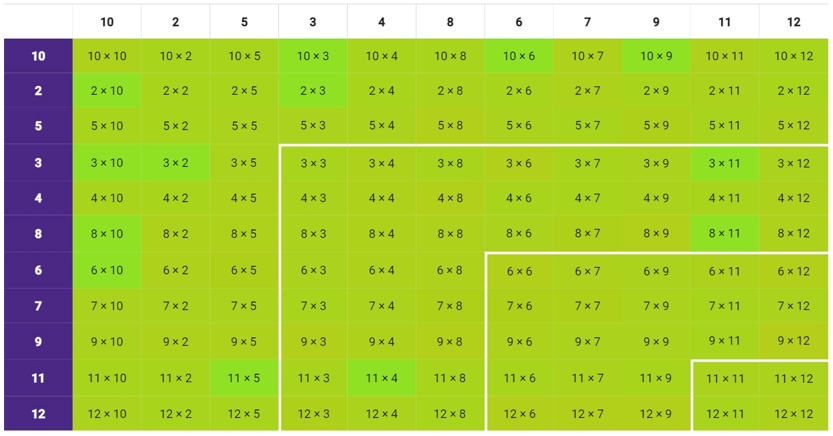 10 2 5 3 4 8 6 7 9 11 12
10 10 × 10 10 × 2 10 × 5 10 × 3 10 × 4 10 × 8 10 × 6 10 × 7 10 × 9 10 × 11 10 × 12
2 2 × 10 2 × 2 2 × 5 2 × 3 2 × 4 2 × 8 2 × 6 2 × 7 2 × 9 2 × 11 2 × 12
5 5 × 10 5 × 2 5 × 5 5 × 3 5 × 4 5 × 8 5 × 6 5 × 7 5 × 9 5 × 11 5 × 12
3 3 × 10 3 × 2 3 × 5 3 × 3 3 × 4 3 × 8 3 × 6 3 × 7 3 × 9 3 × 11 3 × 12
4 4 × 10 4 × 2 4 × 5 4 × 3 4 × 4 4 × 8 4 × 6 4 × 7 4 × 9 4 × 11 4 × 12
8 8 × 10 8 × 2 8 × 5 8 × 3 8 × 4 8 × 8 8 × 6 8 × 7 8 × 9 8 × 11 8 × 12
6 6 × 10 6 × 2 6 × 5 6 × 3 6 × 4 6 × 8 6 × 6 6 × 7 6 × 9 6 × 11 6 × 12
7 7 × 10 7 × 2 7 × 5 7 × 3 7 × 4 7 × 8 7 × 6 7 × 7 7 × 9 7 × 11 7 × 12
9 9 × 10 9 × 2 9 × 5 9 × 3 9 × 4 9 × 8 9 × 6 9 × 7 9 × 9 9 × 11 9 × 12
11 11 × 10 11 × 2 11 × 5 11 × 3 11 × 4 11 × 8 11 × 6 11 × 7 11 × 9 11 × 11 11 × 12
12 12 × 10 12 × 2 12 × 5 12 × 3 12 × 4 12 × 8 12 × 6 12 × 7 12 × 9 12 × 11 12 × 12